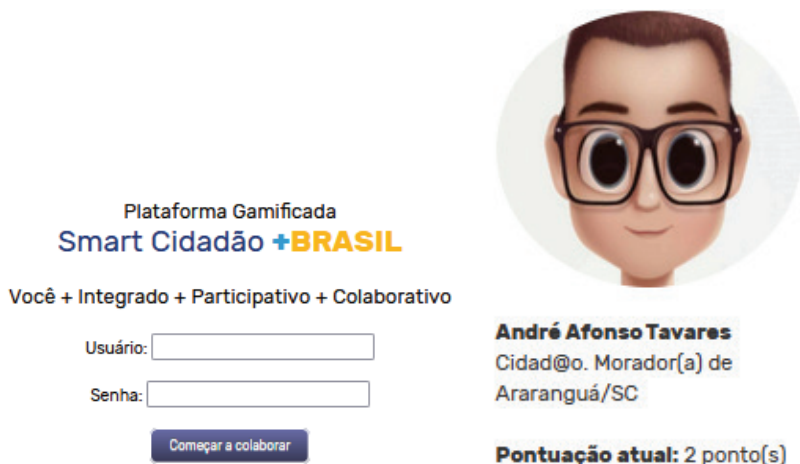 Plataforma Gamificada
Smart Cidadão +BRASIL
Você + Integrado + Participativo + Colaborativo
Usuário:
Senha:
Começar a colaborar
André Afonso Tavares
Cidad@o. Morador(a) de
Araranguá/SC
Pontuação atual: 2 ponto(s)